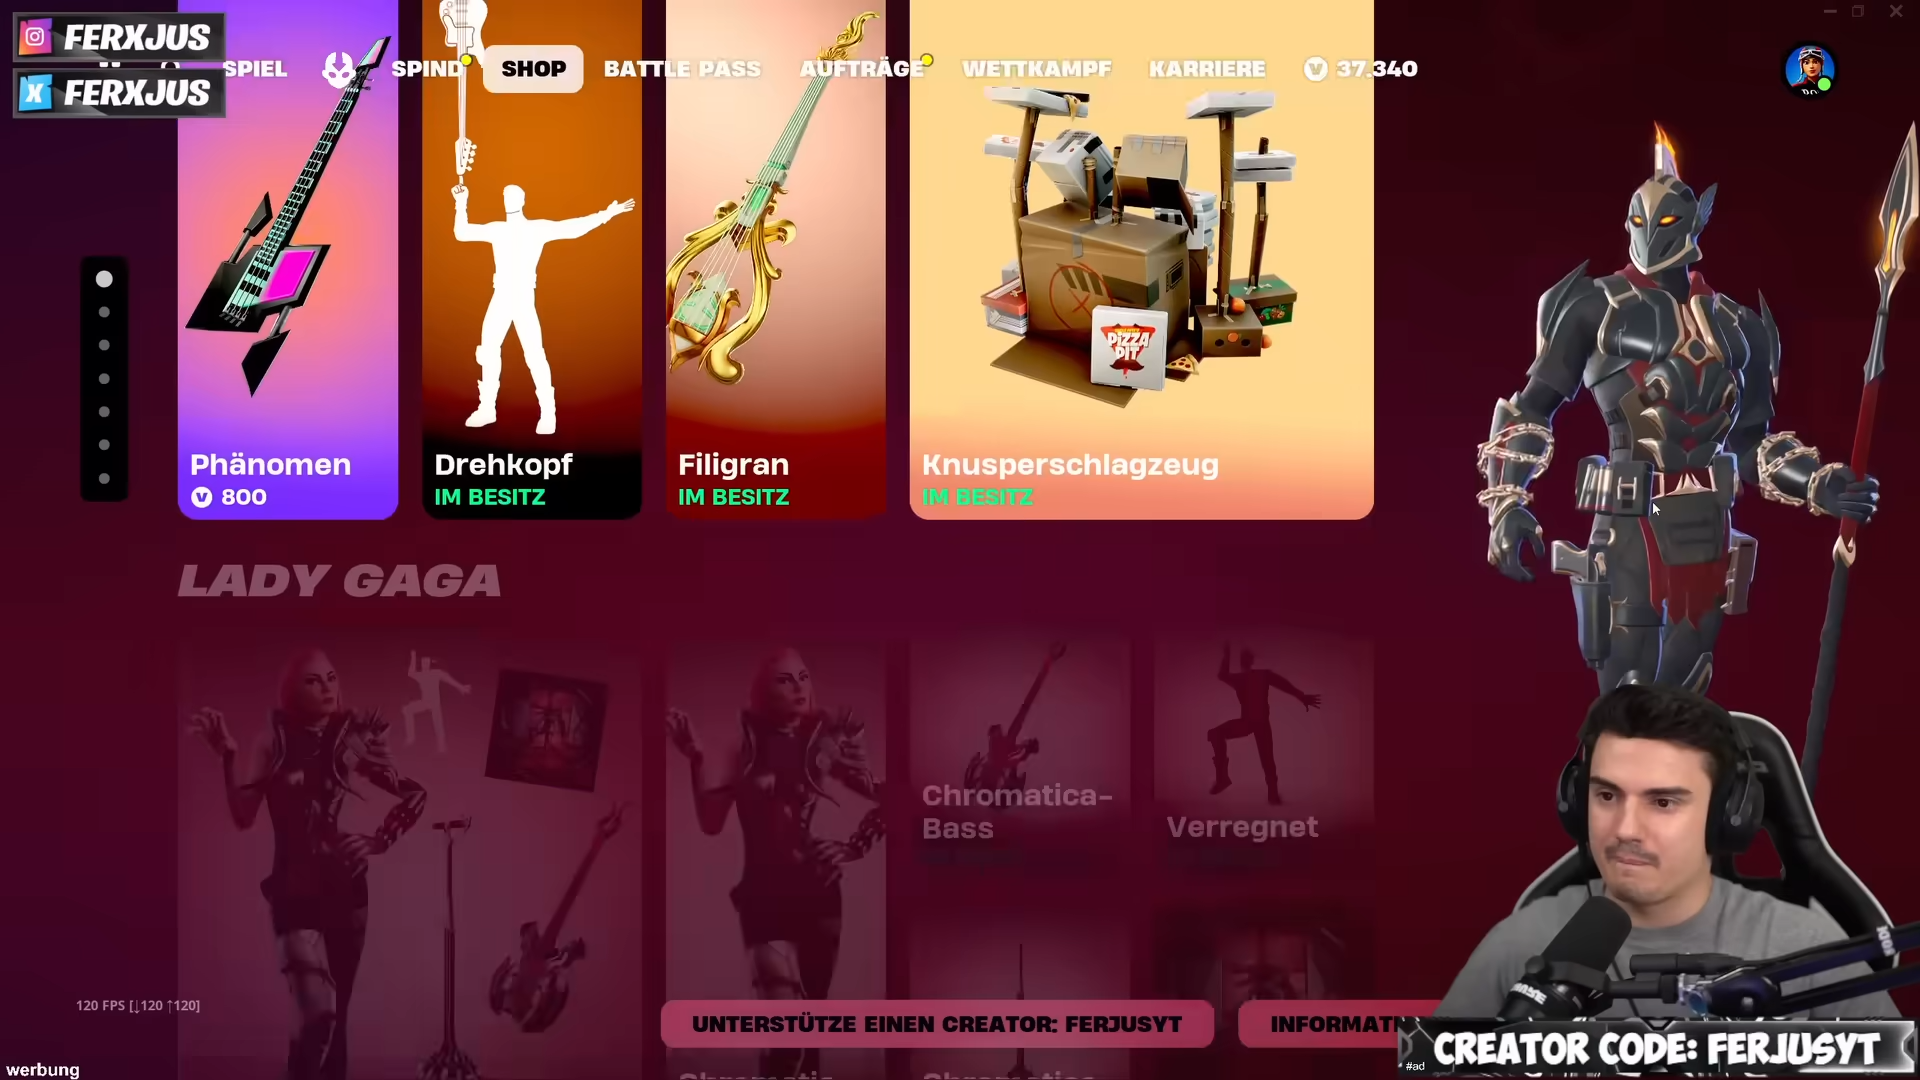 FERXJUS
X FERXJUS
SPIEL
SPIND
SHOP
BATTLE PASS
AUFTRÄGE
WETTKAMPF
KARRIERE
V 37.340
PIZZA
PIT
Phänomen
V 800
Drehkopf
IM BESITZ
Filigran
IM BESITZ
Knusperschlagzeug
IM BESITZ
LADY GAGA
Chromatica-
Bass
Verregnet
120 FPS [↓120 ↑120]
UNTERSTÜTZE EINEN CREATOR: FERJUSYT
INFORMATI
CREATOR CODE: FERJUSYT
#ad
werbung